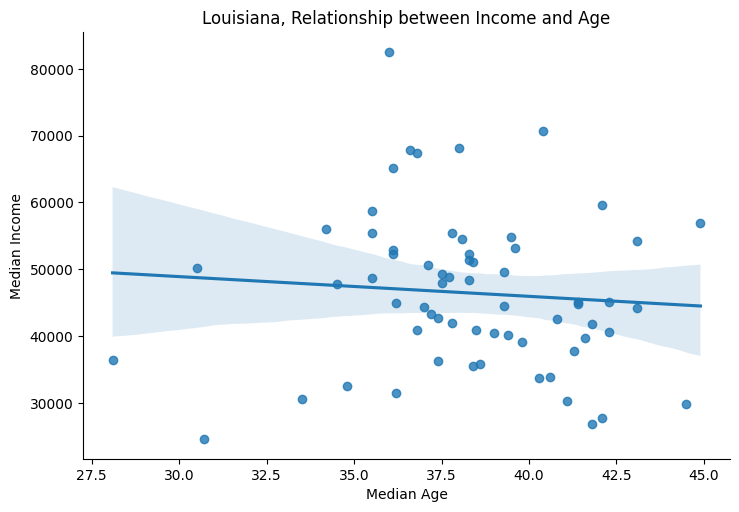 Louisiana, Relationship between Income and Age
Median Income
80000
70000
60000
50000
40000
30000
27.5 30.0 32.5 35.0 37.5 40.0 42.5 45.0
Median Age